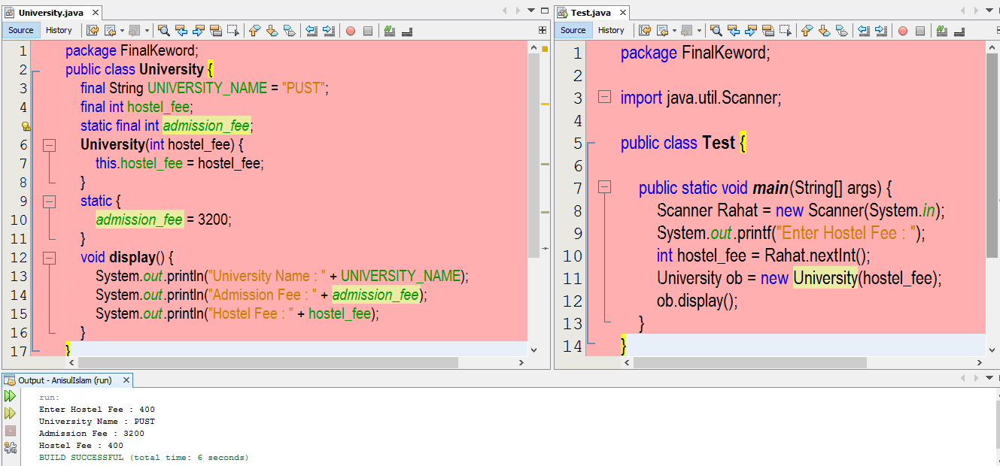 University.java
Source History
1 package FinalKeword;
2 public class University {
3 final String UNIVERSITY_NAME = "PUST";
4 final int hostel_fee;
static final int admission_fee;
6 University(int hostel_fee) {
7 this.hostel_fee = hostel_fee;
8 }
9 static {
10 admission_fee = 3200;
11 }
12 void display() {
13 System.out.println("University Name : " + UNIVERSITY_NAME);
14 System.out.println("Admission Fee : " + admission_fee);
15 System.out.println("Hostel Fee : " + hostel_fee);
16 }
17 }
Test.java
Source History
1 package FinalKeword;
2
3 import java.util.Scanner;
4
5 public class Test {
6
7 public static void main(String[] args) {
8 Scanner Rahat = new Scanner(System.in);
9 System.out.printf("Enter Hostel Fee : ");
10 int hostel_fee = Rahat.nextInt();
11 University ob = new University(hostel_fee);
12 ob.display();
13 }
14 }
Output - AnisulIslam (run)
run:
Enter Hostel Fee : 400
University Name : PUST
Admission Fee : 3200
Hostel Fee : 400
BUILD SUCCESSFUL (total time: 6 seconds)